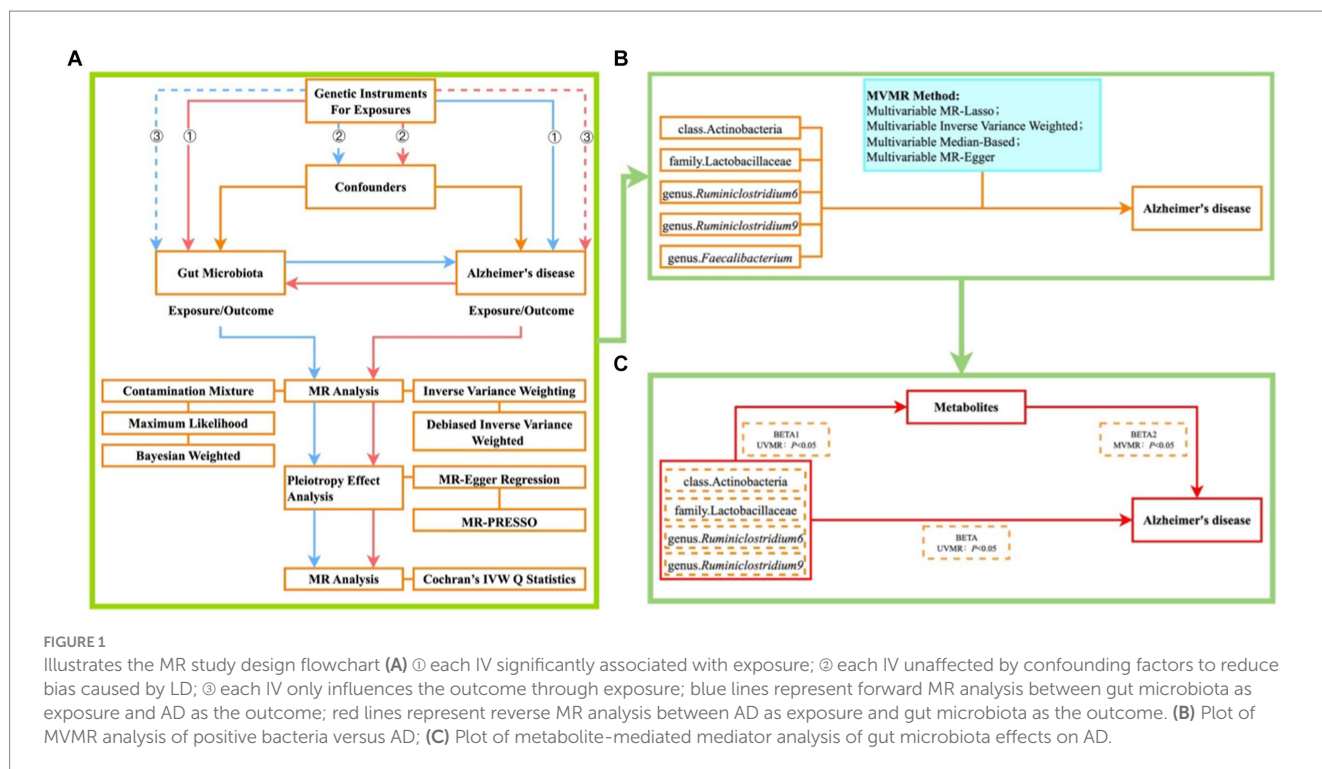 A
Genetic Instruments
For Exposures
③
①
②
②
①
③
Confounders
Gut Microbiota
Alzheimer's disease
Exposure/Outcome
Exposure/Outcome
Contamination Mixture
MR Analysis
Inverse Variance Weighting
Maximum Likelihood
Debiased Inverse Variance
Weighted
Bayesian Weighted
Pleiotropy Effect
Analysis
MR-Egger Regression
MR-PRESSO
MR Analysis
Cochran's IVW Q Statistics
B
MVMR Method:
Multivariable MR-Lasso;
Multivariable Inverse Variance Weighted;
Multivariable Median-Based;
Multivariable MR-Egger
class.Actinobacteria
family.Lactobacillaceae
genus.Ruminiclostridium6
genus.Ruminiclostridium9
genus.Faecalibacterium
Alzheimer's disease
C
Metabolites
BETA1
UVMR: P<0.05
BETA2
MVMR: P<0.05
class.Actinobacteria
family.Lactobacillaceae
genus.Ruminiclostridium6
genus.Ruminiclostridium9
BETA
UVMR: P<0.05
Alzheimer's disease
FIGURE 1
Illustrates the MR study design flowchart (A) ① each IV significantly associated with exposure; ② each IV unaffected by confounding factors to reduce
bias caused by LD; ③ each IV only influences the outcome through exposure; blue lines represent forward MR analysis between gut microbiota as
exposure and AD as the outcome; red lines represent reverse MR analysis between AD as exposure and gut microbiota as the outcome. (B) Plot of
MVMR analysis of positive bacteria versus AD; (C) Plot of metabolite-mediated mediator analysis of gut microbiota effects on AD.